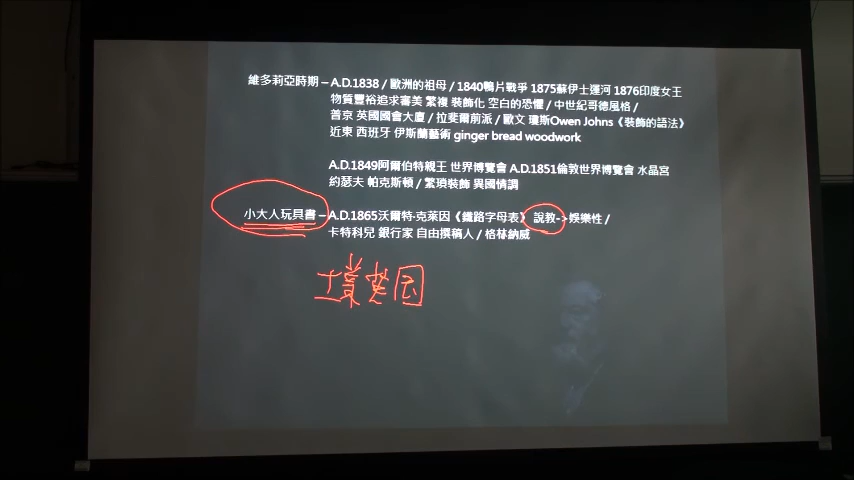 維多莉亞時期 – A.D.1838 / 歐洲的祖母 / 1840鴨片戰爭 1875蘇伊士運河 1876印度女王
物質豐裕追求審美 繁複 裝飾化 空白的恐懼 / 中世紀哥德風格 /
普京 英國國會大廈 / 拉斐爾前派 / 歐文 瓊斯Owen Johns《裝飾的語法》
近東 西班牙 伊斯蘭藝術 ginger bread woodwork
A.D.1849阿爾伯特親王 世界博覽會 A.D.1851倫敦世界博覽會 水晶宮
約瑟夫 帕克斯頓 / 繁瑣裝飾 異國情調
小大人玩具書 – A.D.1865沃爾特·克萊因《鐵路字母表》 說教-> 娛樂性 /
卡特科兒 銀行家 自由撰稿人 / 格林納威